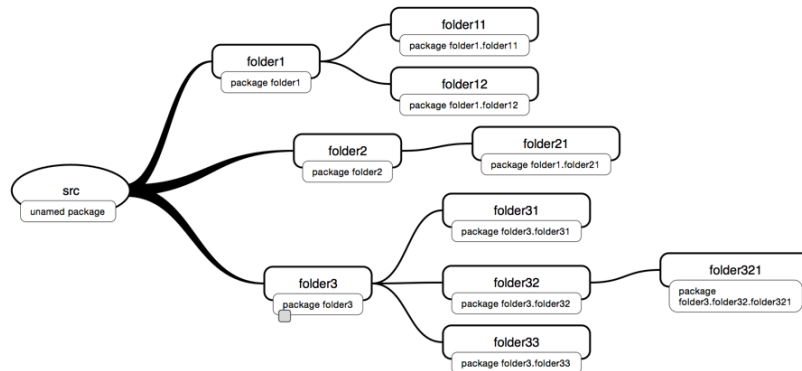 folder11
package folder1.folder11
folder1
package folder1
folder12
package folder1.folder12
folder2
package folder2
folder21
package folder1.folder21
src
unamed package
folder31
package folder3.folder31
folder3
package folder3
folder32
package folder3.folder32
folder321
package
folder3.folder32.folder321
folder33
package folder3.folder33